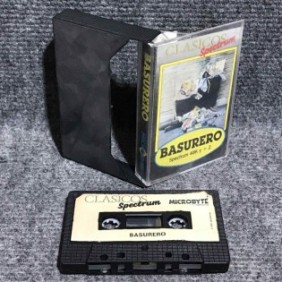 CLASICOS
Spectrum
BASURERO
BASURERO
Spectrum 48K y + 2
CLASICOS
Spectrum
MICROBYTE
BASURERO